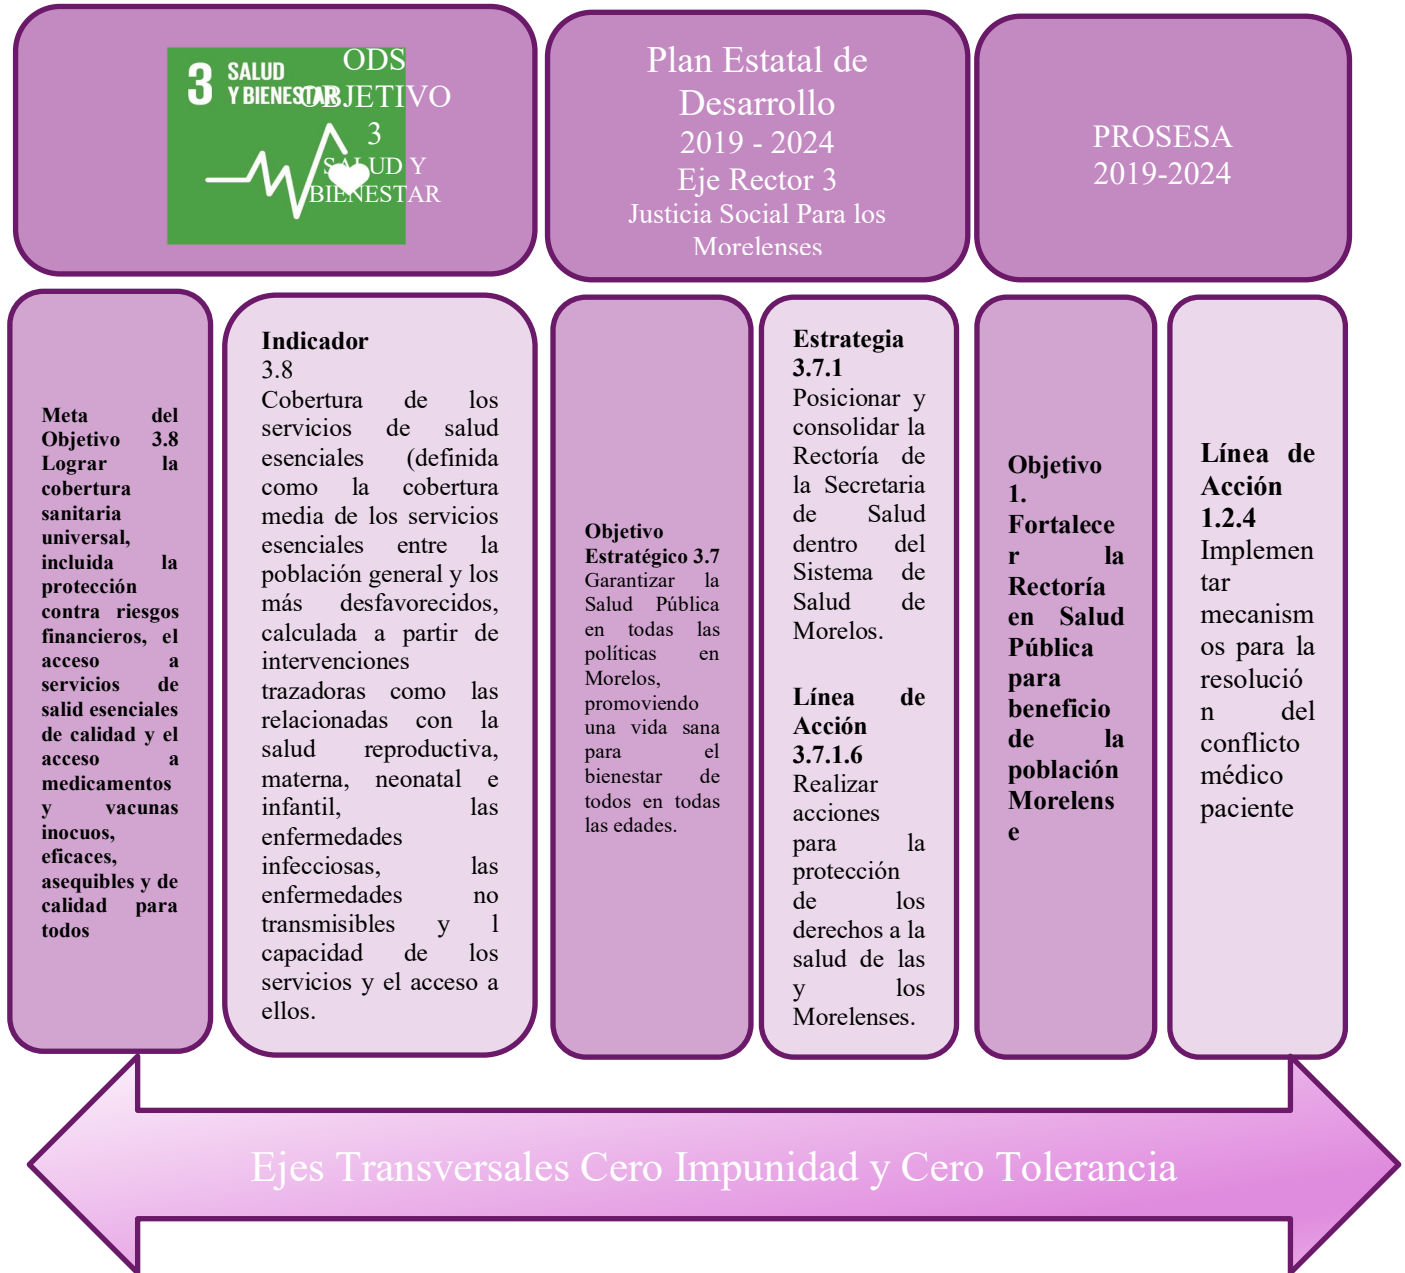 3 SALUD
Y BIENESTAR
ODS
OBJETIVO
3
SALUD Y
BIENESTAR
Plan Estatal de
Desarrollo
2019 - 2024
Eje Rector 3
Justicia Social Para los
Morelenses
PROSESA
2019-2024
Meta del
Objetivo 3.8
Lograr la
cobertura
sanitaria
universal,
incluida la
protección
contra riesgos
financieros, el
acceso a
servicios de
salid esenciales
de calidad y el
acceso a
medicamentos
y vacunas
inocuos,
eficaces,
asequibles y de
calidad para
todos
Indicador
3.8
Cobertura de los
servicios de salud
esenciales (definida
como la cobertura
media de los servicios
esenciales entre la
población general y los
más desfavorecidos,
calculada a partir de
intervenciones
trazadoras como las
relacionadas con la
salud reproductiva,
materna, neonatal e
infantil, las
enfermedades
infecciosas, las
enfermedades no
transmisibles y l
capacidad de los
servicios y el acceso a
ellos.
Objetivo
Estratégico 3.7
Garantizar la
Salud Pública
en todas las
políticas en
Morelos,
promoviendo
una vida sana
para el
bienestar de
todos en todas
las edades.
Estrategia
3.7.1
Posicionar y
consolidar la
Rectoría de
la Secretaria
de Salud
dentro del
Sistema de
Salud de
Morelos.
Línea de
Acción
3.7.1.6
Realizar
acciones
para la
protección
de los
derechos a la
salud de las
y los
Morelenses.
Objetivo
1.
Fortalece
r la
Rectoría
en Salud
Pública
para
beneficio
de la
población
Morelens
e
Línea de
Acción
1.2.4
Implemen
tar
mecanism
os para la
resolució
n del
conflicto
médico
paciente
Ejes Transversales Cero Impunidad y Cero Tolerancia